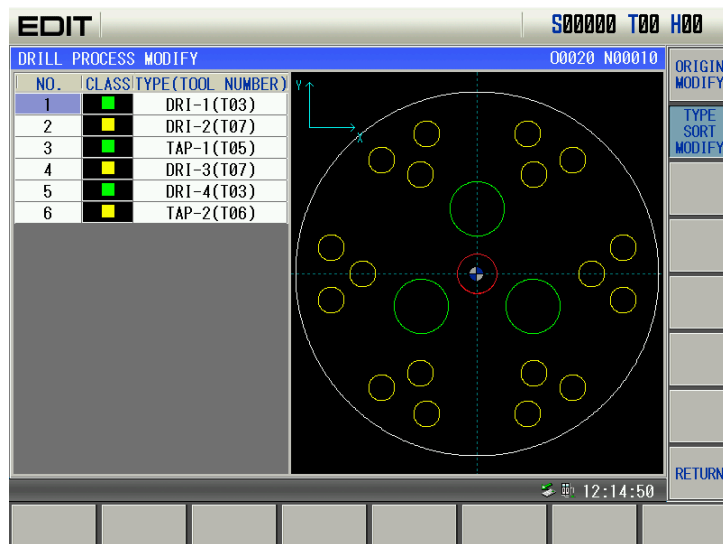 EDIT S00000 T00 H00
DRILL PROCESS MODIFY O0020 N00010
NO. CLASS TYPE(TOOL NUMBER)
1 DRI-1(T03)
2 DRI-2(T07)
3 TAP-1(T05)
4 DRI-3(T07)
5 DRI-4(T03)
6 TAP-2(T06)
Y
X
ORIGIN
MODIFY
TYPE
SORT
MODIFY
RETURN
12:14:50